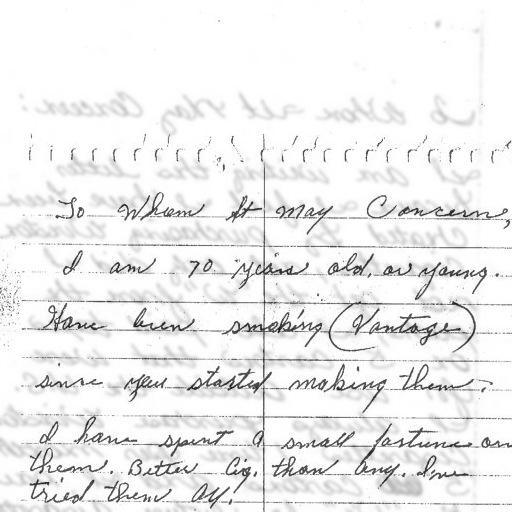 To Whom It May Concern,
I am 70 years old, or young.
Have been smoking (Vantage)
since you started making them.
I have spent a small fortune on
them. Better Cig. than any. I've
tried them all!